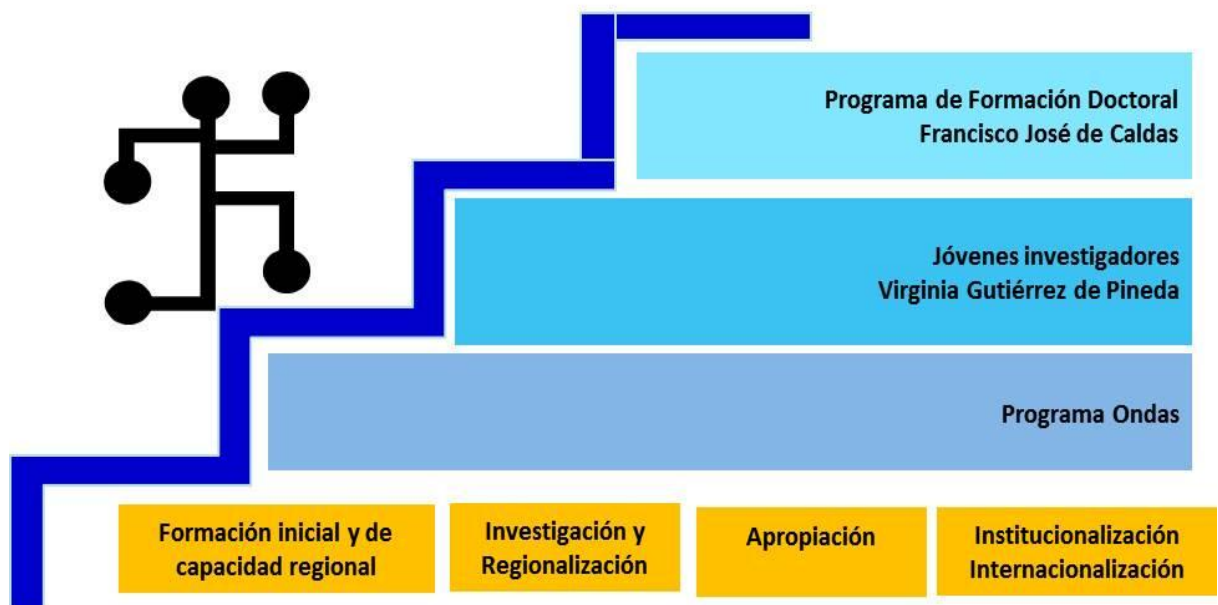 Programa de Formación Doctoral
Francisco José de Caldas
Jóvenes investigadores
Virginia Gutiérrez de Pineda
Programa Ondas
Formación inicial y de
capacidad regional
Investigación y
Regionalización
Apropiación
Institucionalización
Internacionalización